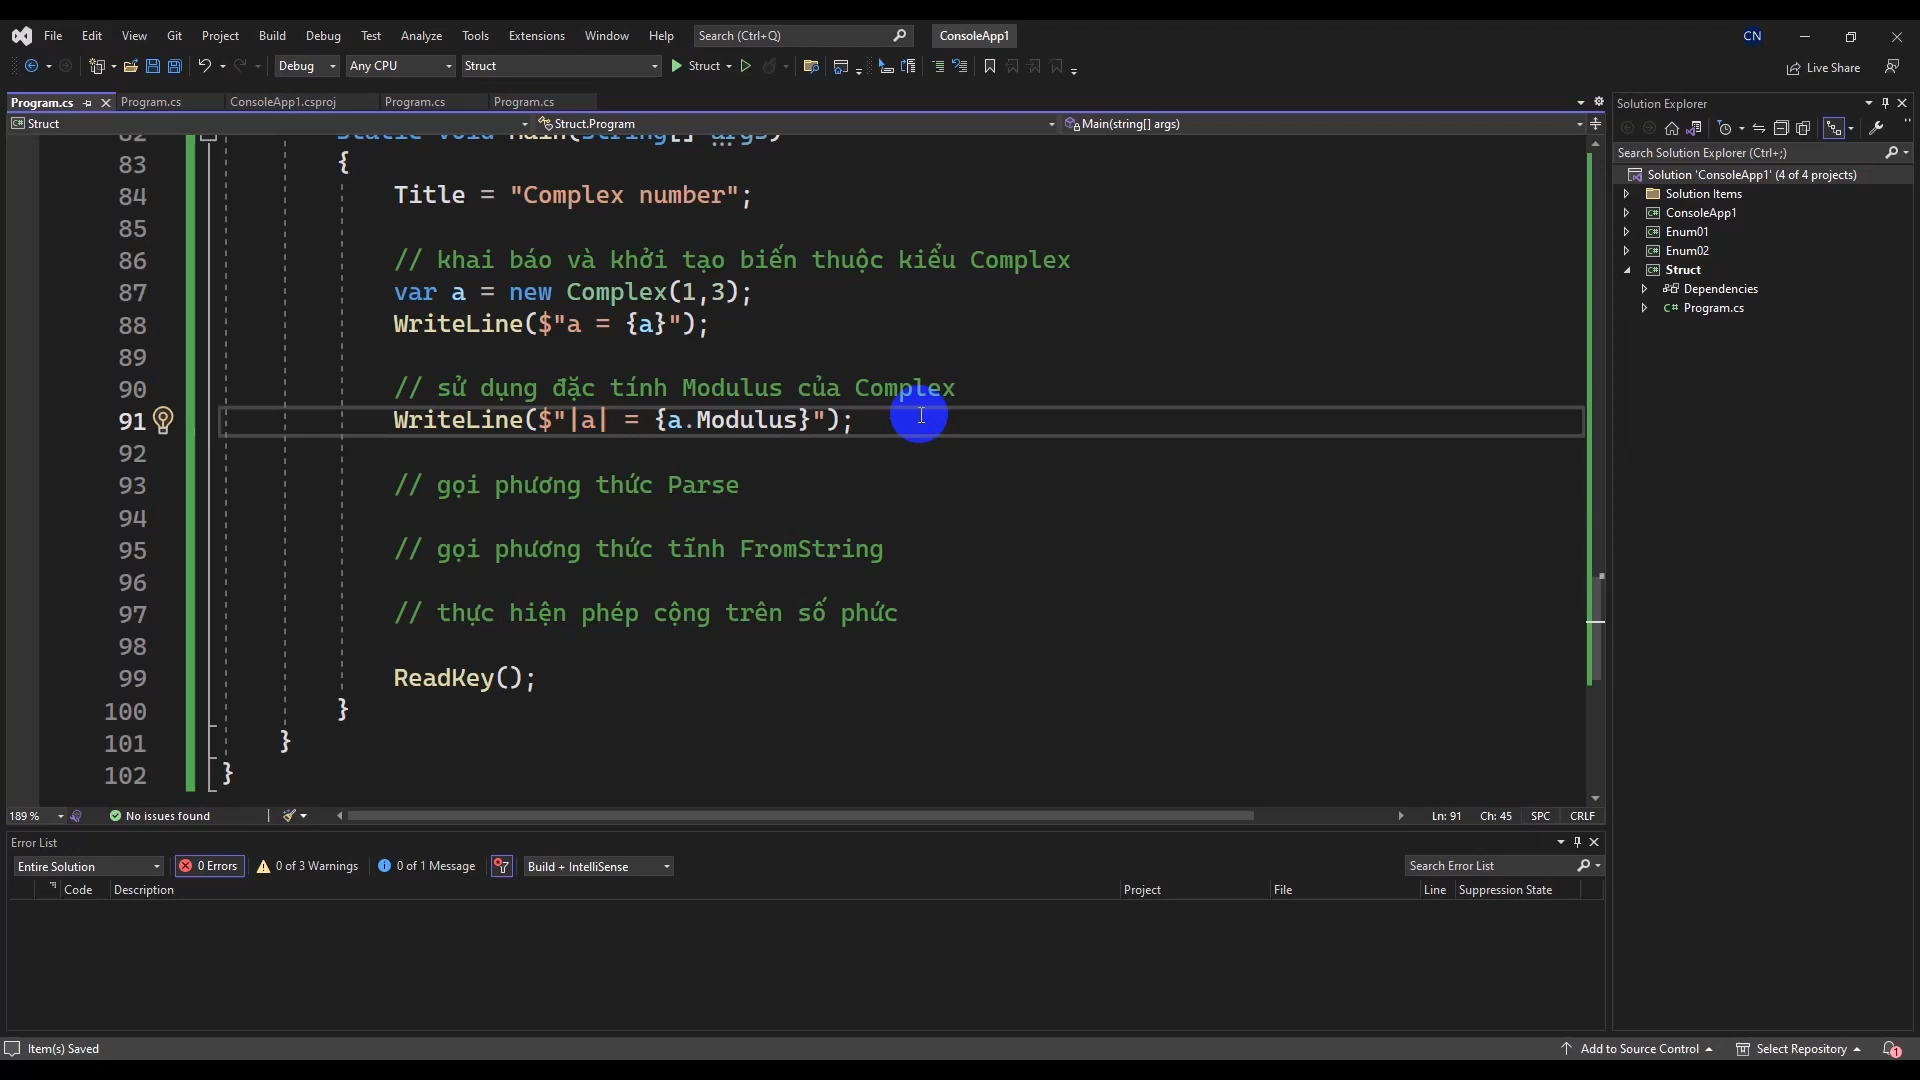 File Edit View Git Project Build Debug Test Analyze Tools Extensions Window Help Search (Ctrl+Q) ConsoleApp1 CN
Debug Any CPU Struct Struct Live Share
Program.cs Program.cs ConsoleApp1.csproj Program.cs Program.cs
Struct Struct.Program Main(string[] args)
82 static void Main(string[] args)
83 {
84 Title = "Complex number";
85
86 // khai báo và khởi tạo biến thuộc kiểu Complex
87 var a = new Complex(1,3);
88 WriteLine($"a = {a}");
89
90 // sử dụng đặc tính Modulus của Complex
91 WriteLine($"|a| = {a.Modulus}");
92
93 // gọi phương thức Parse
94
95 // gọi phương thức tĩnh FromString
96
97 // thực hiện phép cộng trên số phức
98
99 ReadKey();
100 }
101 }
102 }
189 % No issues found Ln: 91 Ch: 45 SPC CRLF
Error List
Entire Solution 0 Errors 0 of 3 Warnings 0 of 1 Message Build + IntelliSense Search Error List
Code Description Project File Line Suppression State
Item(s) Saved Add to Source Control Select Repository 1
Solution Explorer
Search Solution Explorer (Ctrl+;)
Solution 'ConsoleApp1' (4 of 4 projects)
Solution Items
C# ConsoleApp1
C# Enum01
C# Enum02
C# Struct
Dependencies
C# Program.cs